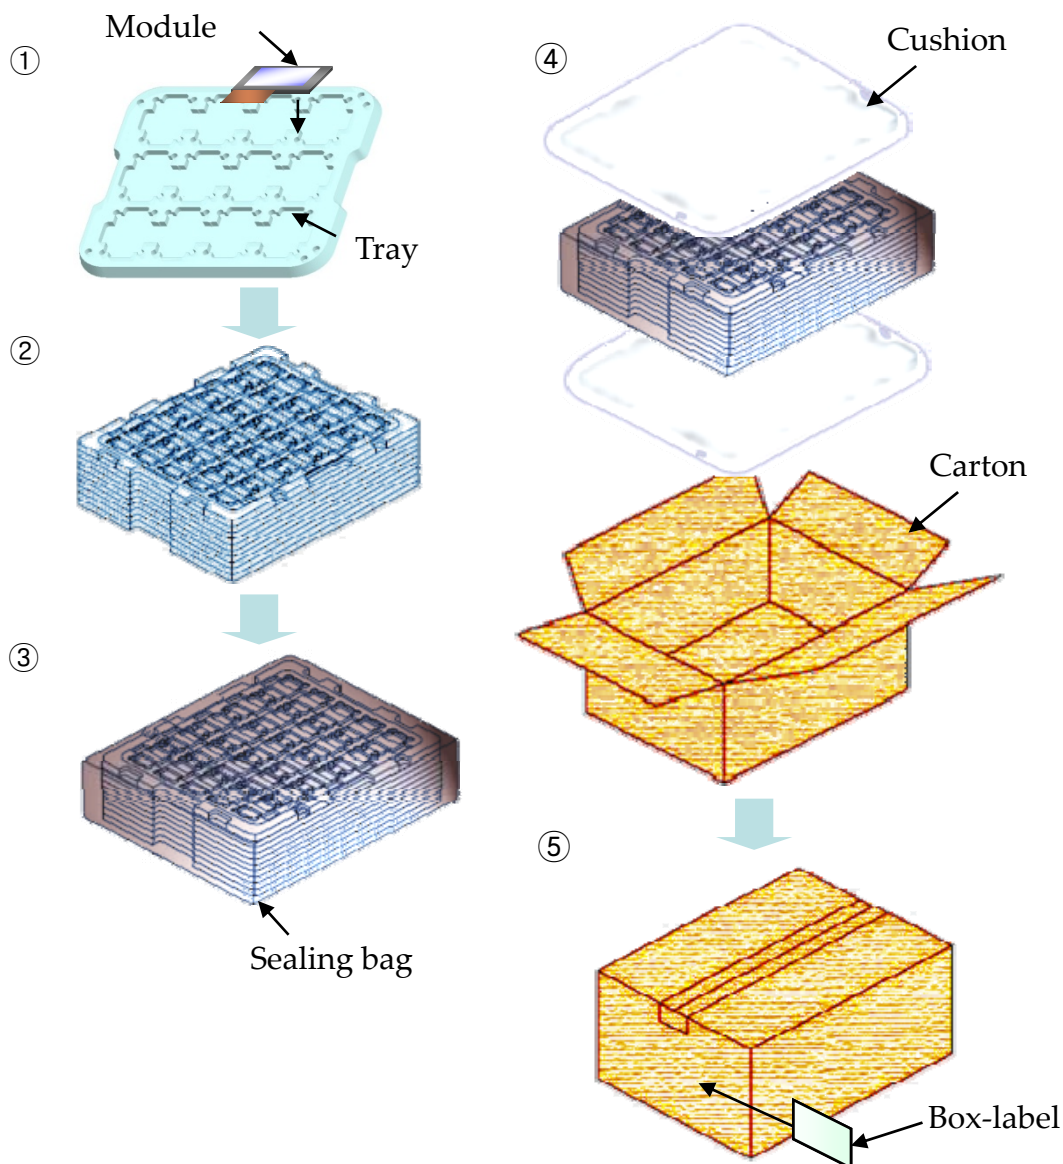 ①
Module
Tray
②
③
Sealing bag
④
Cushion
Carton
⑤
Box-label